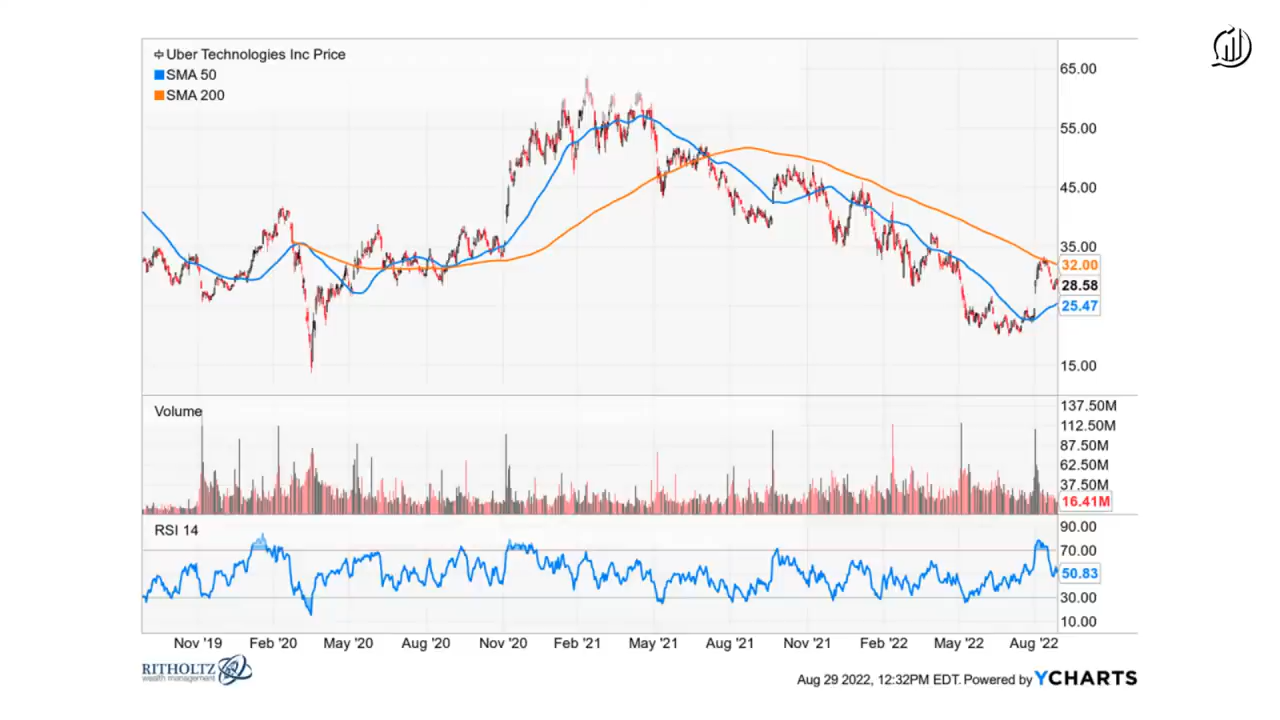 Uber Technologies Inc Price
SMA 50
SMA 200
65.00
55.00
45.00
35.00
32.00
28.58
25.47
15.00
Volume
137.50M
112.50M
87.50M
62.50M
37.50M
16.41M
RSI 14
90.00
70.00
50.83
30.00
10.00
Nov '19 Feb '20 May '20 Aug '20 Nov '20 Feb '21 May '21 Aug '21 Nov '21 Feb '22 May '22 Aug '22
RITHOLTZ
wealth management
Aug 29 2022, 12:32PM EDT. Powered by YCHARTS